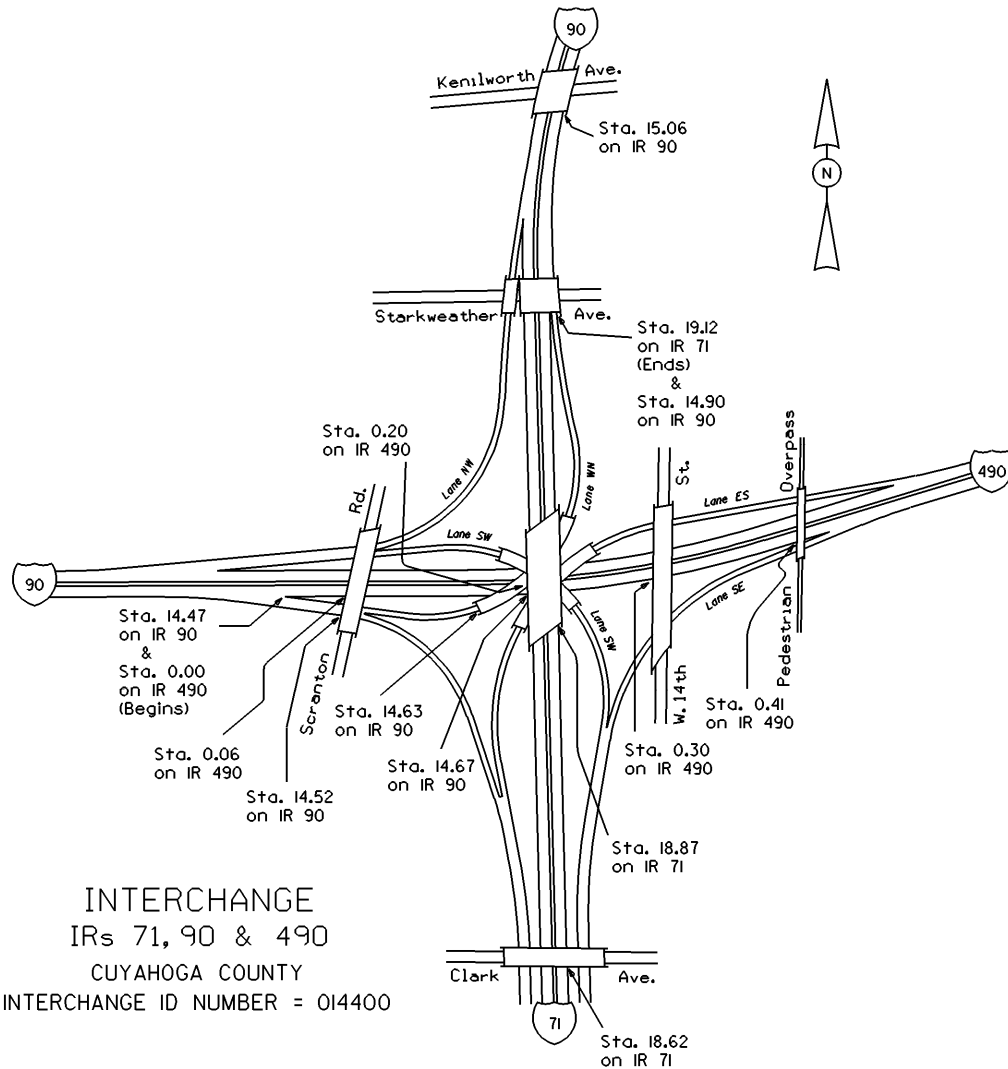 90
Kenilworth Ave.
Sta. 15.06
on IR 90
N
Starkweather Ave.
Sta. 19.12
on IR 71
(Ends)
&
Sta. 14.90
on IR 90
Sta. 0.20
on IR 490
Lane NW
Lane WN
Rd.
St.
Overpass
490
Lane ES
Lane SW
90
Lane SE
Lane SW
Sta. 14.47
on IR 90
&
Sta. 0.00
on IR 490
(Begins)
Scranton
W. 14th
Pedestrian
Sta. 14.63
on IR 90
Sta. 0.41
on IR 490
Sta. 0.06
on IR 490
Sta. 14.67
on IR 90
Sta. 0.30
on IR 490
Sta. 14.52
on IR 90
Sta. 18.87
on IR 71
INTERCHANGE
IRs 71, 90 & 490
CUYAHOGA COUNTY
INTERCHANGE ID NUMBER = 014400
Clark Ave.
71
Sta. 18.62
on IR 71